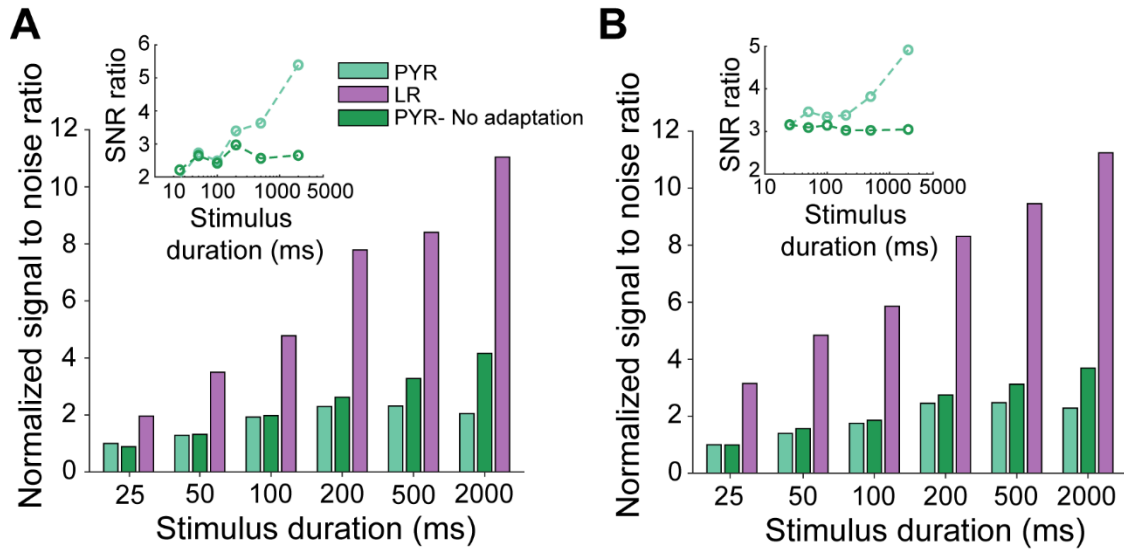 A
SNR ratio
6
5
4
3
2
10
100
1000
5000
Stimulus
duration (ms)
PYR
LR
PYR- No adaptation
Normalized signal to noise ratio
12
10
8
6
4
2
0
25
50
100
200
500
2000
Stimulus duration (ms)
B
SNR ratio
5
4
3
2
10
100
1000
5000
Stimulus
duration (ms)
Normalized signal to noise ratio
12
10
8
6
4
2
0
25
50
100
200
500
2000
Stimulus duration (ms)